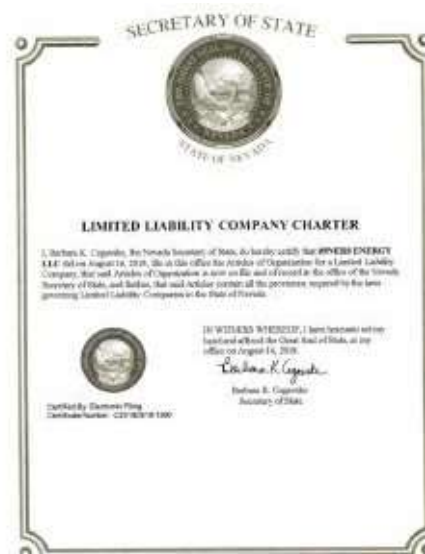 SECRETARY OF STATE
STATE OF NEVADA
LIMITED LIABILITY COMPANY CHARTER
I, Barbara K. Cegavske, the Nevada Secretary of State, do hereby certify that ENERGY
LLC did on August 16, file in this office the Articles of Organization for a Limited Liability
Company, that said Articles of Organization is now on file and of record in the office of the Nevada
Secretary of State, and further, that said Articles contain all the provisions required by the laws
governing Limited Liability Companies in the State of Nevada.
IN WITNESS WHEREOF, I have hereunto set my
hand and affixed the Great Seal of State, at my
office on August 16,
Barbara K. Cegavske
Barbara K. Cegavske
Secretary of State
Certified By: Electronic Filing
Certificate Number: